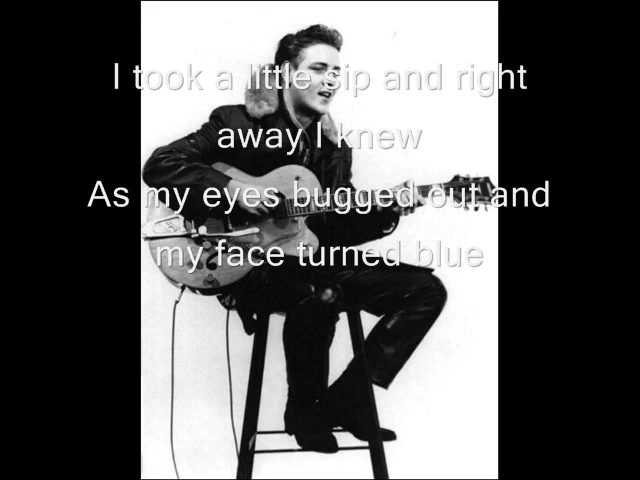 I took a little sip and right
away I knew
As my eyes bugged out and
my face turned blue